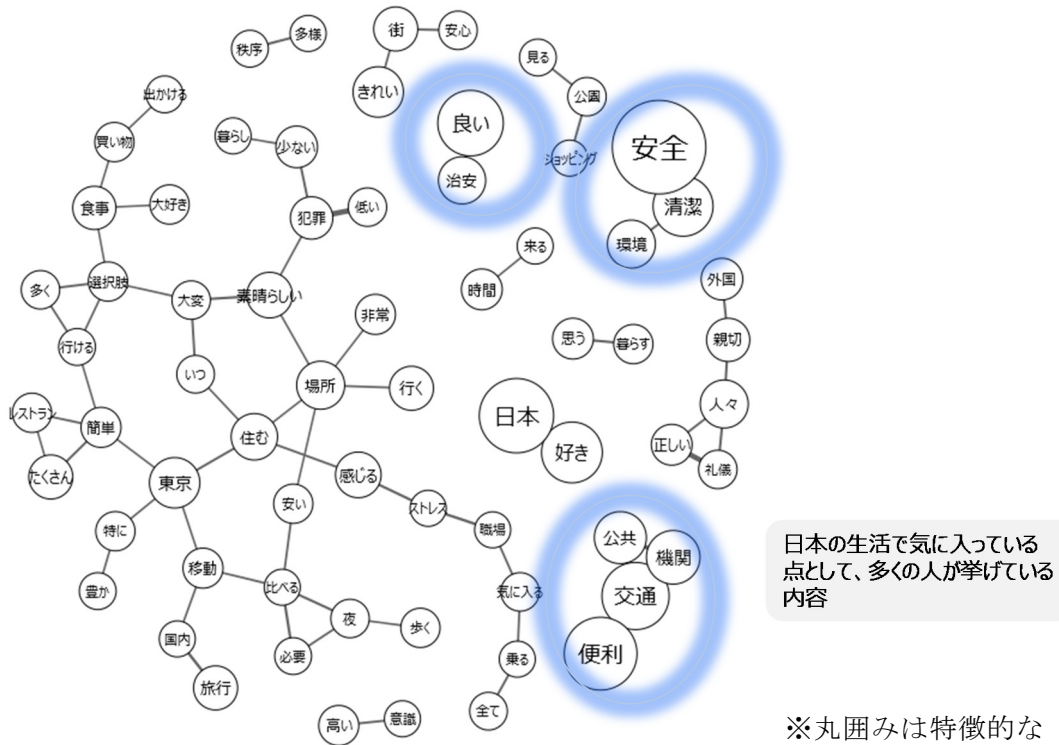 秩序
多様
街
安心
きれい
見る
公園
ショッピング
良い
治安
安全
清潔
環境
出かける
買い物
食事
大好き
暮らし
少ない
犯罪
低い
選択肢
多く
行ける
大変
素晴らしい
いつ
来る
時間
非常
場所
行く
外国
親切
人々
正しい
礼儀
思う
暮らす
日本
好き
レストラン
たくさん
簡単
東京
住む
感じる
ストレス
職場
気に入る
乗る
全て
安い
特に
豊か
移動
比べる
夜
歩く
必要
国内
旅行
高い
意識
公共
機関
交通
便利
日本の生活で気に入っている
点として、多くの人が挙げている
内容
※丸囲みは特徴的な